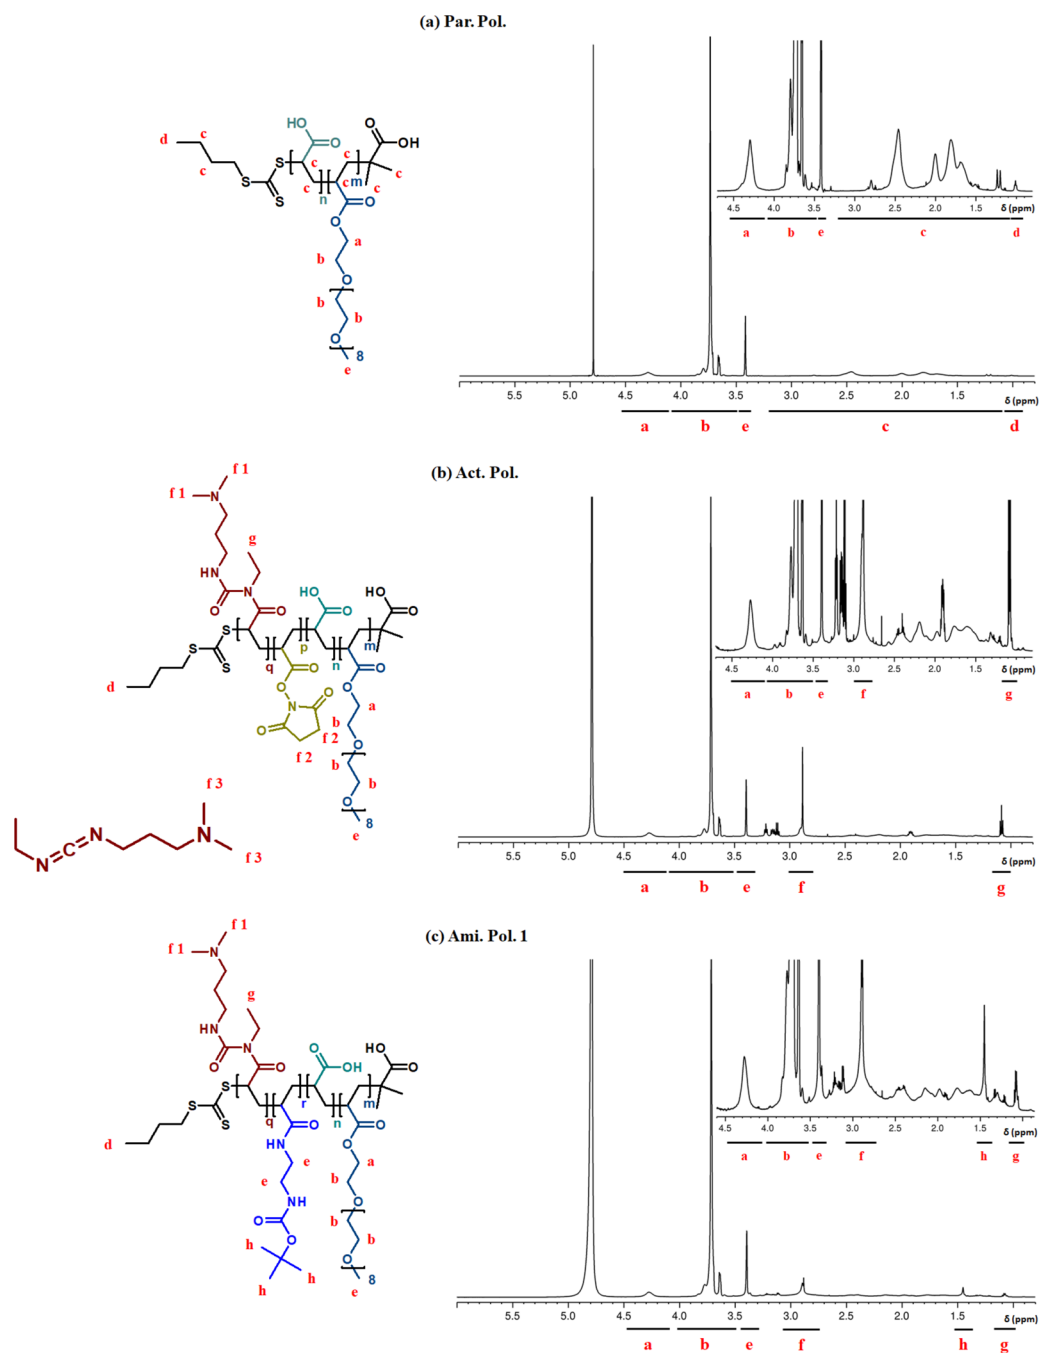 (a) Par. Pol.
d
c
c
HO
O
O
OH
S
S
S
c
c
c
c
m
n
c
c
O
O
a
b
O
b
b
O
8
e
4.5 4.0 3.5 3.0 2.5 2.0 1.5 δ (ppm)
a b e c d
5.5 5.0 4.5 4.0 3.5 3.0 2.5 2.0 1.5 δ (ppm)
a b e c d
(b) Act. Pol.
f 1
f 1
N
g
HN
N
O
O
HO
O
HO
O
S
S
S
p
m
q
n
d
O
O
O
O
N
O
O
a
b
f 2
f 2
O
b
b
O
8
e
f 3
N
C
N
N
f 3
4.5 4.0 3.5 3.0 2.5 2.0 1.5 δ (ppm)
a b e f g
5.5 5.0 4.5 4.0 3.5 3.0 2.5 2.0 1.5 δ (ppm)
a b e f g
(c) Ami. Pol. 1
f 1
f 1
N
g
HN
N
O
O
O
OH
HO
O
S
S
S
r
m
q
n
d
O
O
HN
O
e
e
a
b
NH
O
O
O
b
b
O
8
h
h
h
e
4.5 4.0 3.5 3.0 2.5 2.0 1.5 δ (ppm)
a b e f h g
5.5 5.0 4.5 4.0 3.5 3.0 2.5 2.0 1.5 δ (ppm)
a b e f h g